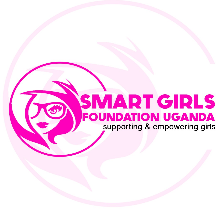 SMART GIRLS
FOUNDATION UGANDA
supporting & empowering girls